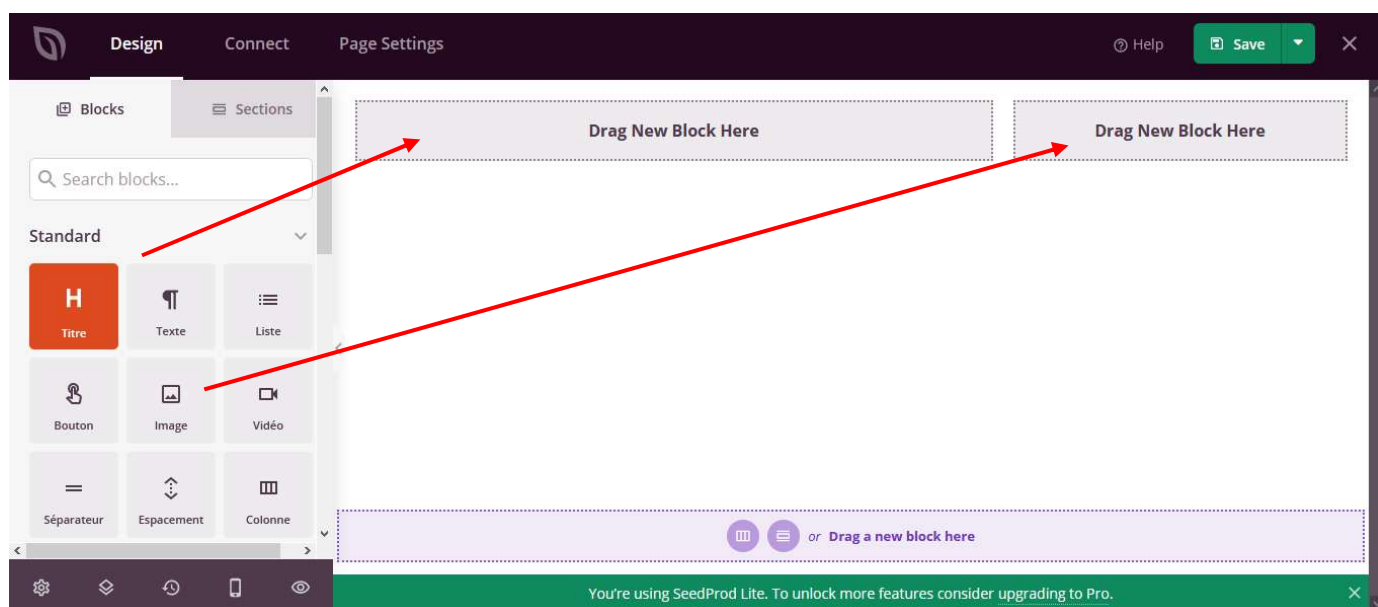 Design Connect Page Settings Help Save
Blocks Sections
Drag New Block Here Drag New Block Here
Search blocks...
Standard
H
Titre Texte Liste
Bouton Image Vidéo
Séparateur Espacement Colonne
or Drag a new block here
You're using SeedProd Lite. To unlock more features consider upgrading to Pro.